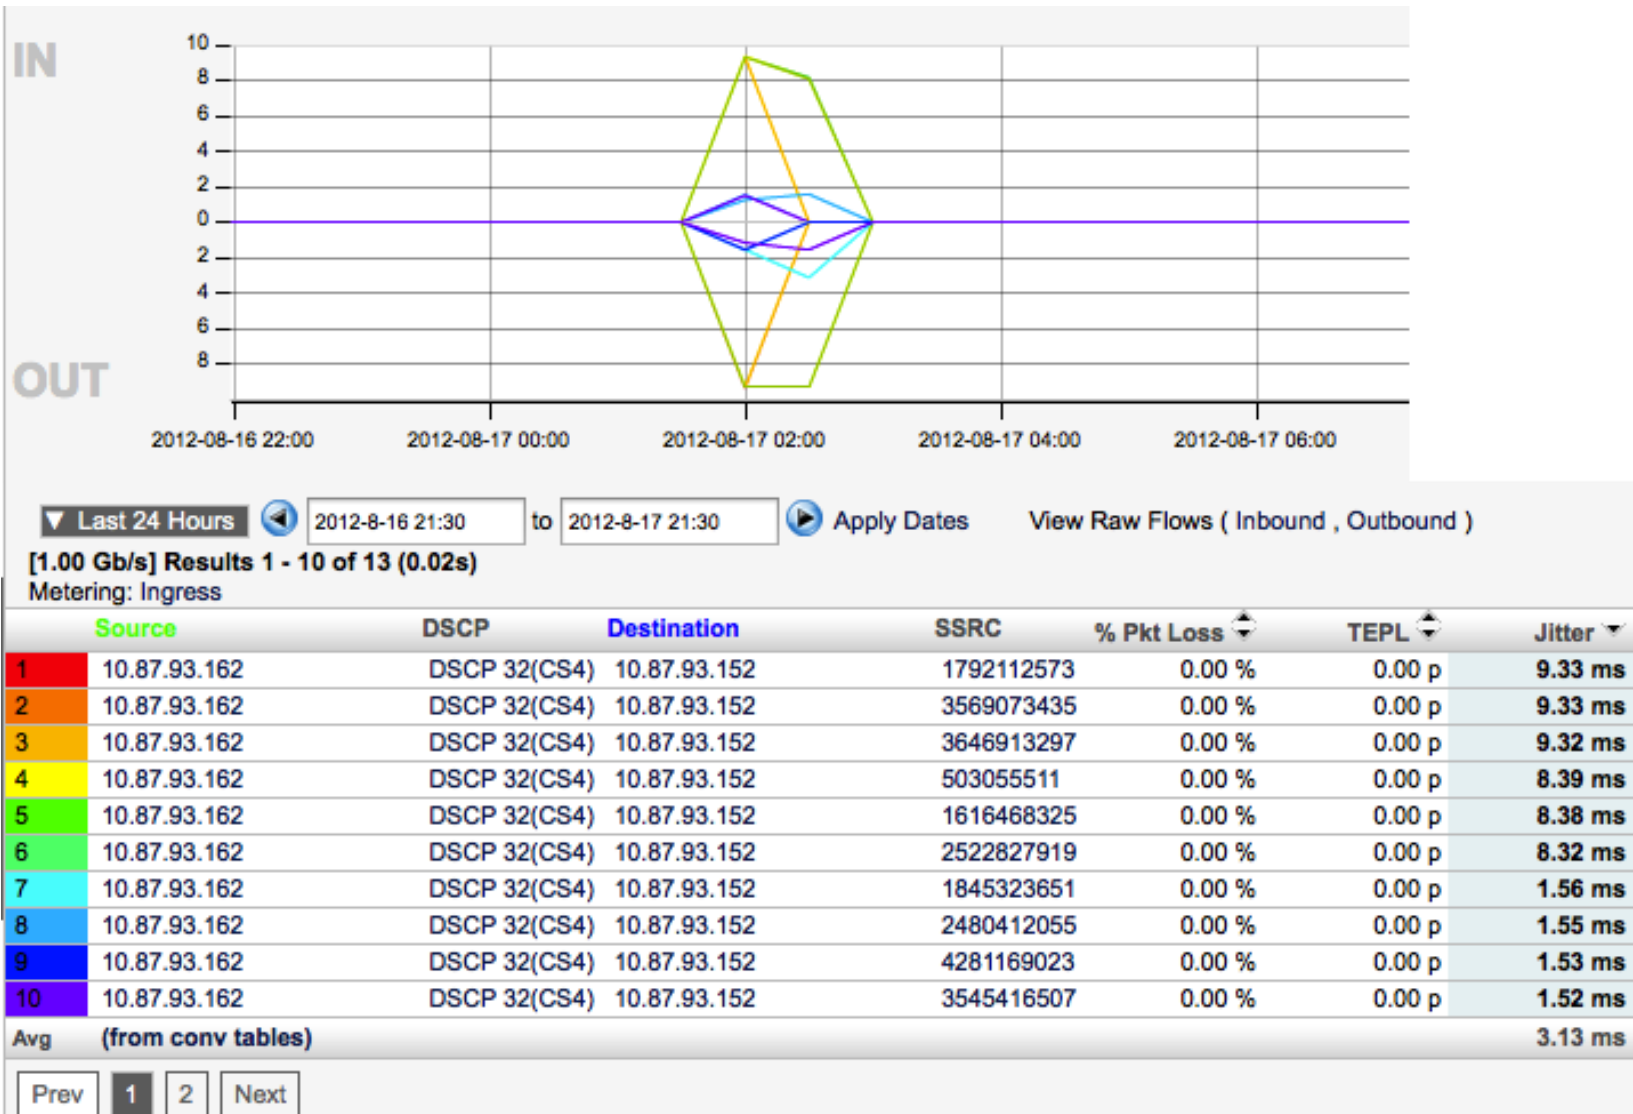 IN
10
8
6
4
2
0
2
4
6
8
OUT
2012-08-16 22:00 2012-08-17 00:00 2012-08-17 02:00 2012-08-17 04:00 2012-08-17 06:00
▼ Last 24 Hours 2012-8-16 21:30 to 2012-8-17 21:30 Apply Dates View Raw Flows ( Inbound , Outbound )
[1.00 Gb/s] Results 1 - 10 of 13 (0.02s)
Metering: Ingress
Source DSCP Destination SSRC % Pkt Loss TEPL Jitter
1 10.87.93.162 DSCP 32(CS4) 10.87.93.152 1792112573 0.00 % 0.00 p 9.33 ms
2 10.87.93.162 DSCP 32(CS4) 10.87.93.152 3569073435 0.00 % 0.00 p 9.33 ms
3 10.87.93.162 DSCP 32(CS4) 10.87.93.152 3646913297 0.00 % 0.00 p 9.32 ms
4 10.87.93.162 DSCP 32(CS4) 10.87.93.152 503055511 0.00 % 0.00 p 8.39 ms
5 10.87.93.162 DSCP 32(CS4) 10.87.93.152 1616468325 0.00 % 0.00 p 8.38 ms
6 10.87.93.162 DSCP 32(CS4) 10.87.93.152 2522827919 0.00 % 0.00 p 8.32 ms
7 10.87.93.162 DSCP 32(CS4) 10.87.93.152 1845323651 0.00 % 0.00 p 1.56 ms
8 10.87.93.162 DSCP 32(CS4) 10.87.93.152 2480412055 0.00 % 0.00 p 1.55 ms
9 10.87.93.162 DSCP 32(CS4) 10.87.93.152 4281169023 0.00 % 0.00 p 1.53 ms
10 10.87.93.162 DSCP 32(CS4) 10.87.93.152 3545416507 0.00 % 0.00 p 1.52 ms
Avg (from conv tables) 3.13 ms
Prev 1 2 Next